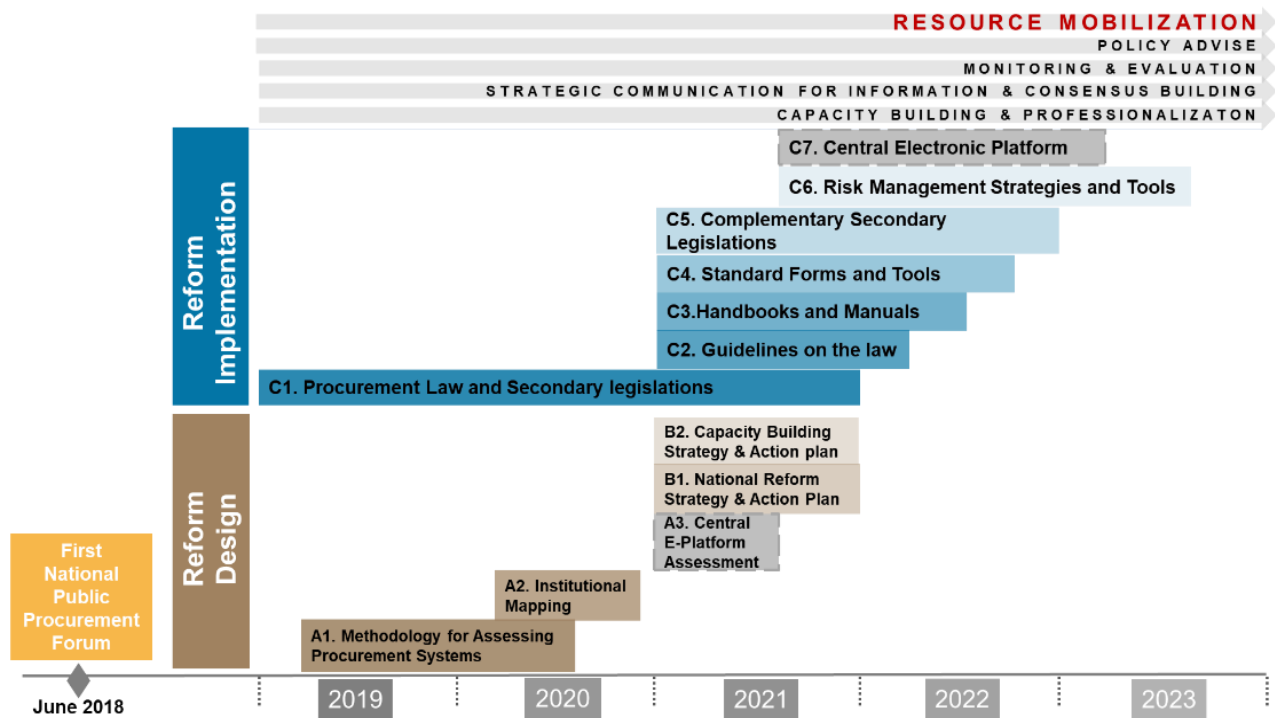 RESOURCE MOBILIZATION
POLICY ADVISE
MONITORING & EVALUATION
STRATEGIC COMMUNICATION FOR INFORMATION & CONSENSUS BUILDING
CAPACITY BUILDING & PROFESSIONALIZATON
Reform
Implementation
C7. Central Electronic Platform
C6. Risk Management Strategies and Tools
C5. Complementary Secondary
Legislations
C4. Standard Forms and Tools
C3.Handbooks and Manuals
C2. Guidelines on the law
C1. Procurement Law and Secondary legislations
Reform
Design
B2. Capacity Building
Strategy & Action plan
B1. National Reform
Strategy & Action Plan
A3. Central
E-Platform
Assessment
A2. Institutional
Mapping
A1. Methodology for Assessing
Procurement Systems
First
National
Public
Procurement
Forum
June 2018
2019
2020
2021
2022
2023